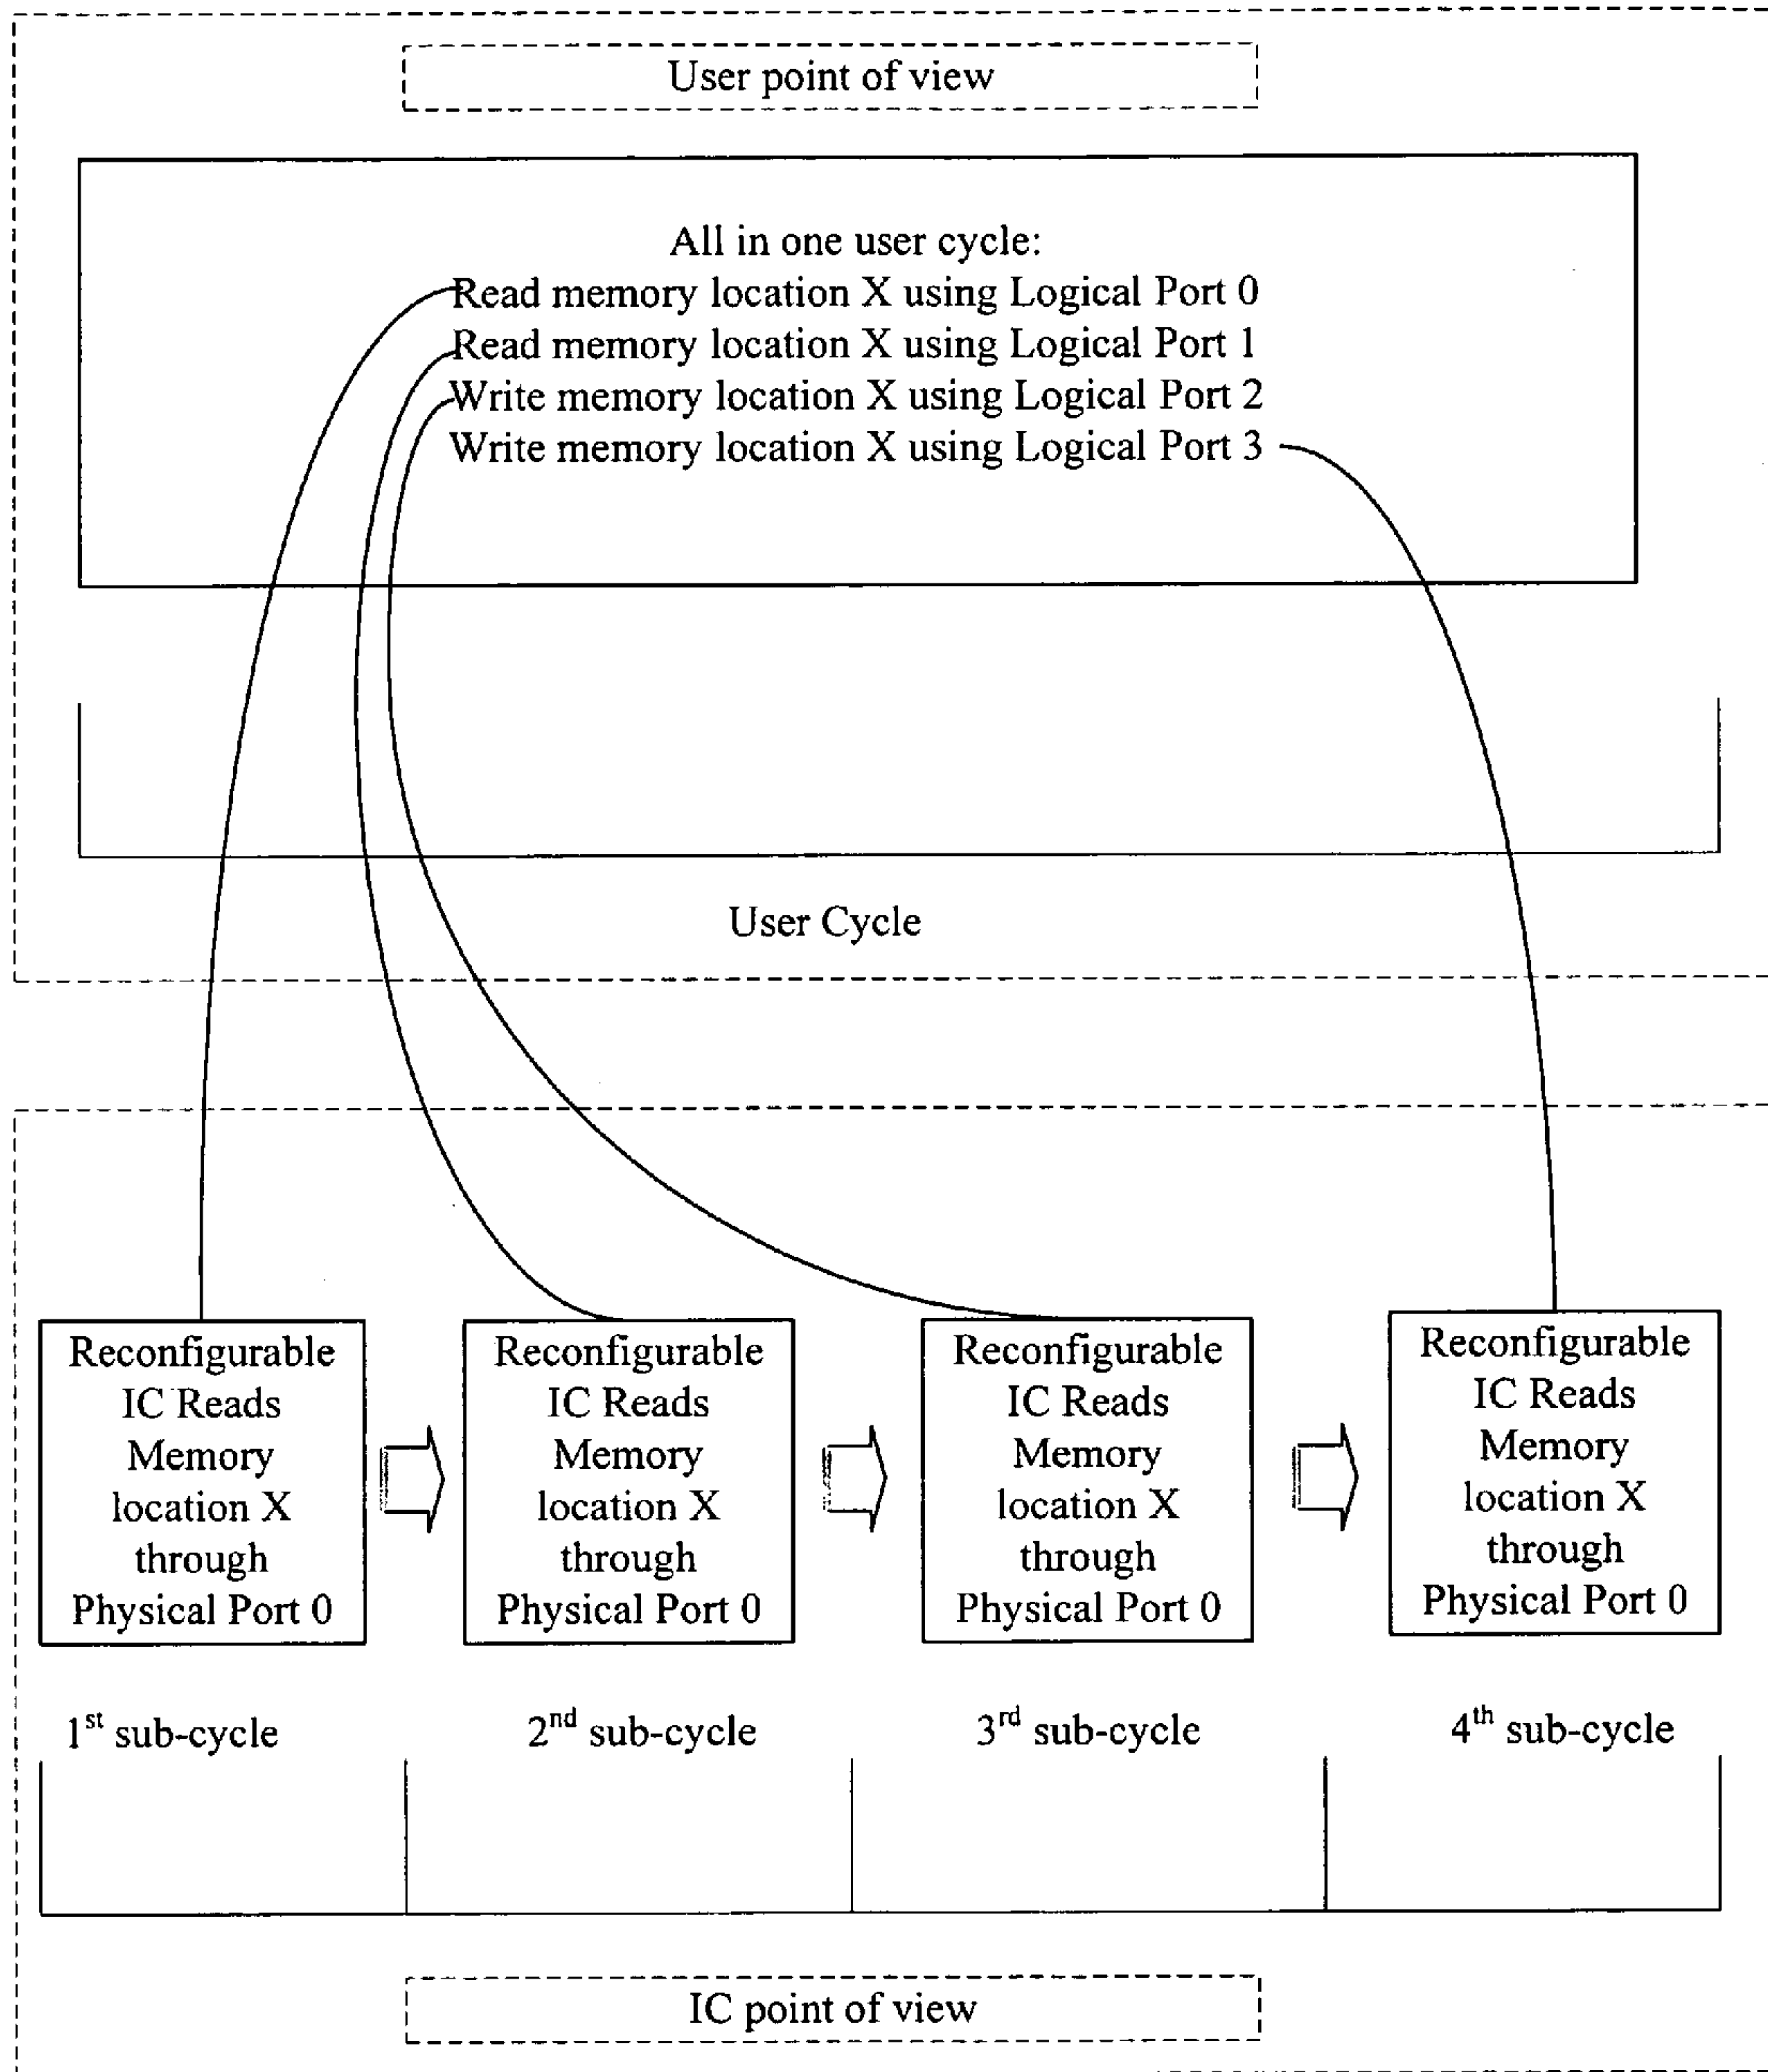 User point of view
All in one user cycle:
Read memory location X using Logical Port 0
Read memory location X using Logical Port 1
Write memory location X using Logical Port 2
Write memory location X using Logical Port 3
User Cycle
Reconfigurable
IC Reads
Memory
location X
through
Physical Port 0
Reconfigurable
IC Reads
Memory
location X
through
Physical Port 0
Reconfigurable
IC Reads
Memory
location X
through
Physical Port 0
Reconfigurable
IC Reads
Memory
location X
through
Physical Port 0
1st sub-cycle
2nd sub-cycle
3rd sub-cycle
4th sub-cycle
IC point of view